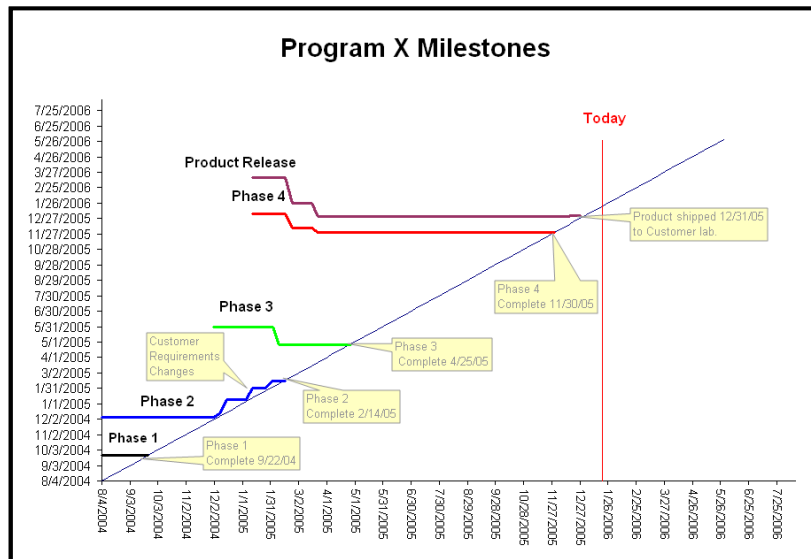 Program X Milestones
7/25/2006
6/25/2006
5/26/2006
4/26/2006
3/27/2006
2/25/2006
1/26/2006
12/27/2005
11/27/2005
10/28/2005
9/28/2005
8/29/2005
7/30/2005
6/30/2005
5/31/2005
5/1/2005
4/1/2005
3/2/2005
1/31/2005
1/1/2005
12/2/2004
11/2/2004
10/3/2004
9/3/2004
8/4/2004
Today
Product Release
Phase 4
Product shipped 12/31/05
to Customer lab.
Phase 4
Complete 11/30/05
Phase 3
Customer
Requirements
Changes
Phase 3
Complete 4/25/05
Phase 2
Phase 2
Complete 2/14/05
Phase 1
Phase 1
Complete 9/22/04
8/4/2004
9/3/2004
10/3/2004
11/2/2004
12/2/2004
1/1/2005
1/31/2005
3/2/2005
4/1/2005
5/1/2005
5/31/2005
6/30/2005
7/30/2005
8/29/2005
9/28/2005
10/28/2005
11/27/2005
12/27/2005
1/26/2006
2/25/2006
3/27/2006
4/26/2006
5/26/2006
6/25/2006
7/25/2006